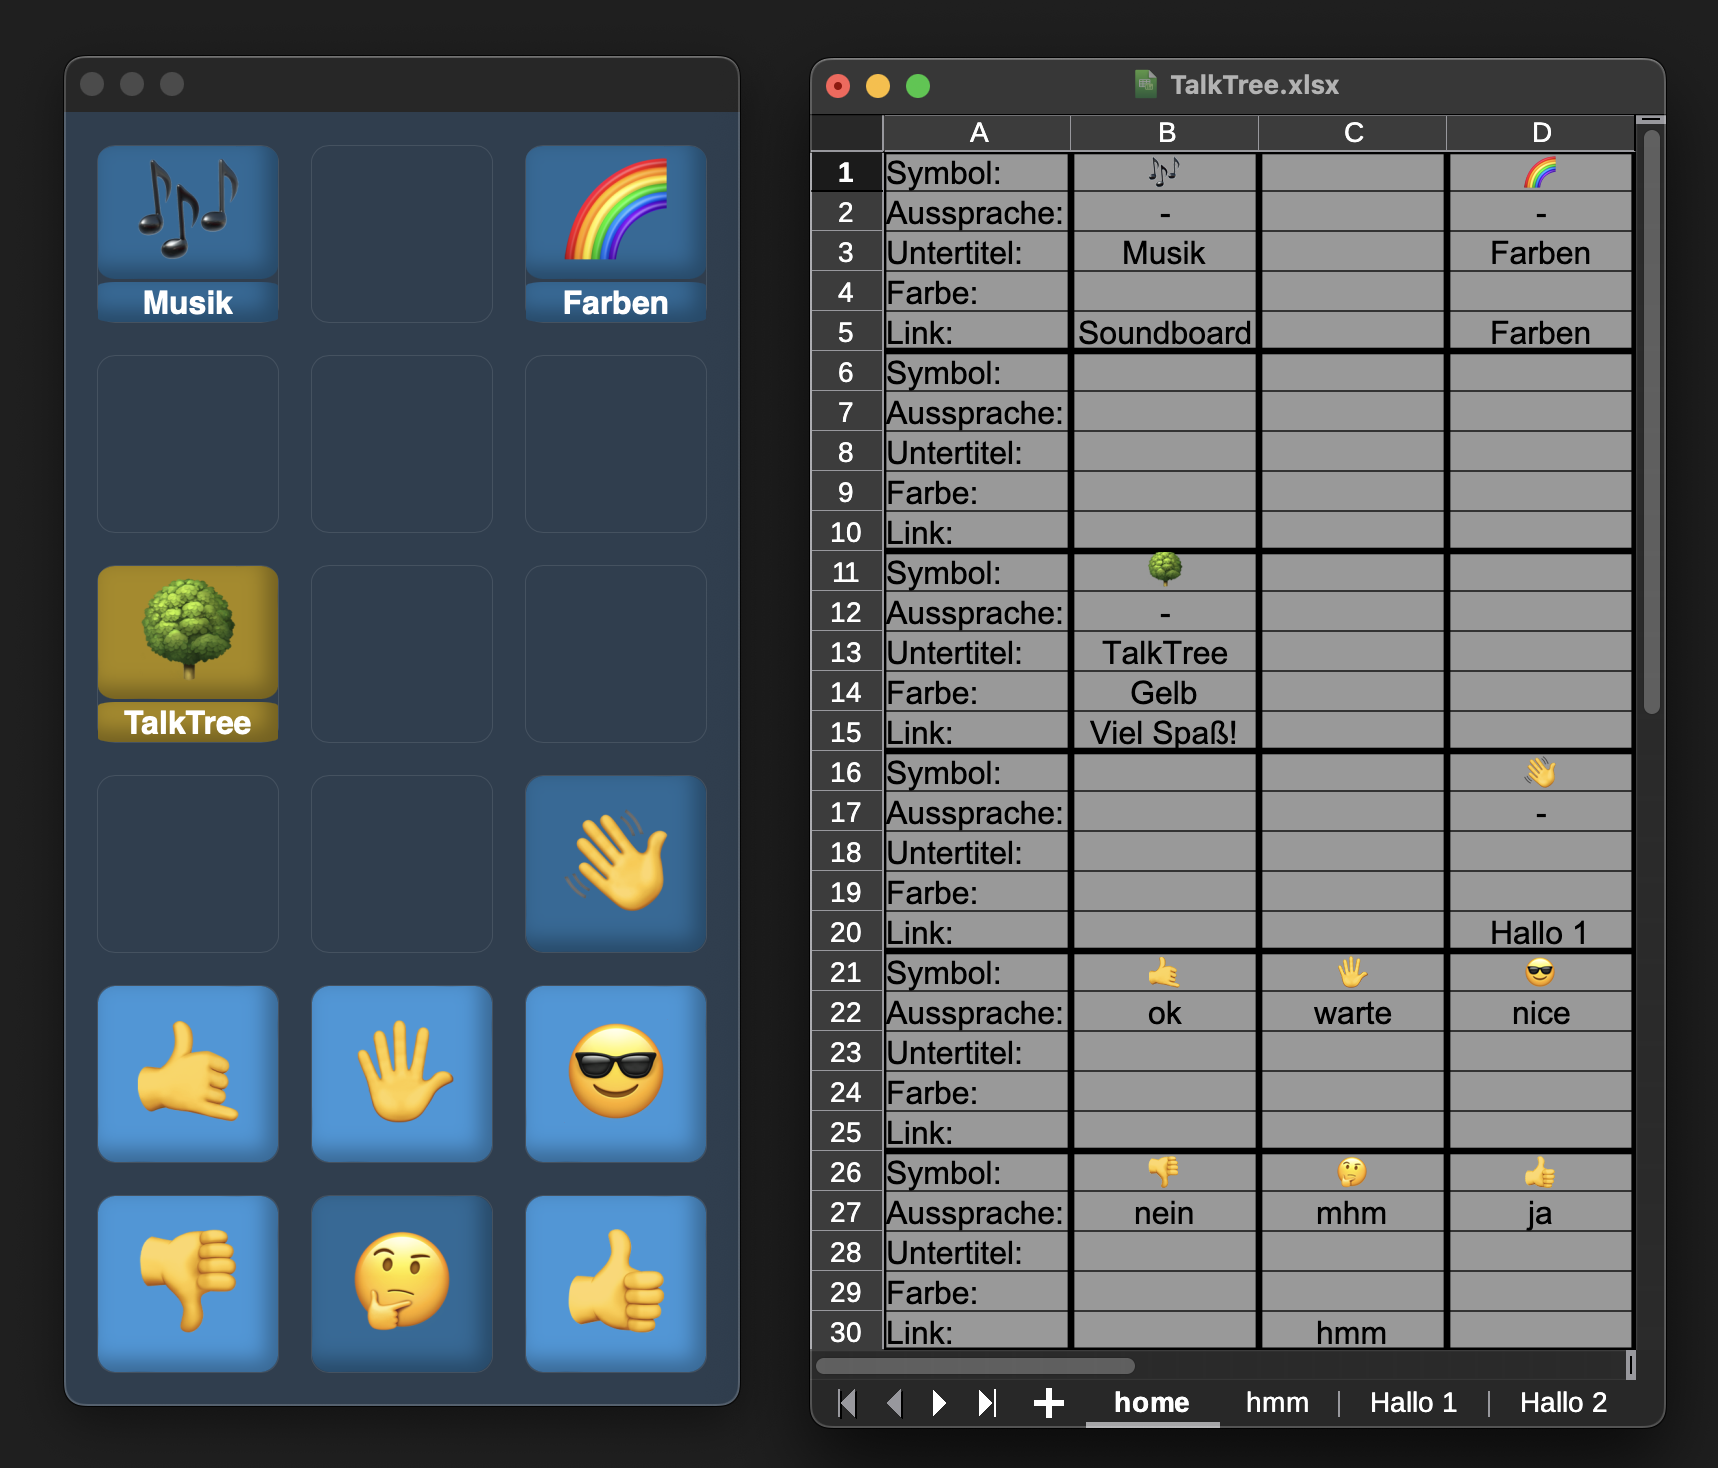 Musik
Farben
TalkTree
TalkTree.xlsx
A B C D
1 Symbol: 🎶 🌈
2 Aussprache: - -
3 Untertitel: Musik Farben
4 Farbe:
5 Link: Soundboard Farben
6 Symbol:
7 Aussprache:
8 Untertitel:
9 Farbe:
10 Link:
11 Symbol: 🌳
12 Aussprache: -
13 Untertitel: TalkTree
14 Farbe: Gelb
15 Link: Viel Spaß!
16 Symbol: 👋
17 Aussprache: -
18 Untertitel:
19 Farbe:
20 Link: Hallo 1
21 Symbol: 🤙 🖐 😎
22 Aussprache: ok warte nice
23 Untertitel:
24 Farbe:
25 Link:
26 Symbol: 👎 🤔 👍
27 Aussprache: nein mhm ja
28 Untertitel:
29 Farbe:
30 Link: hmm
home hmm Hallo 1 Hallo 2